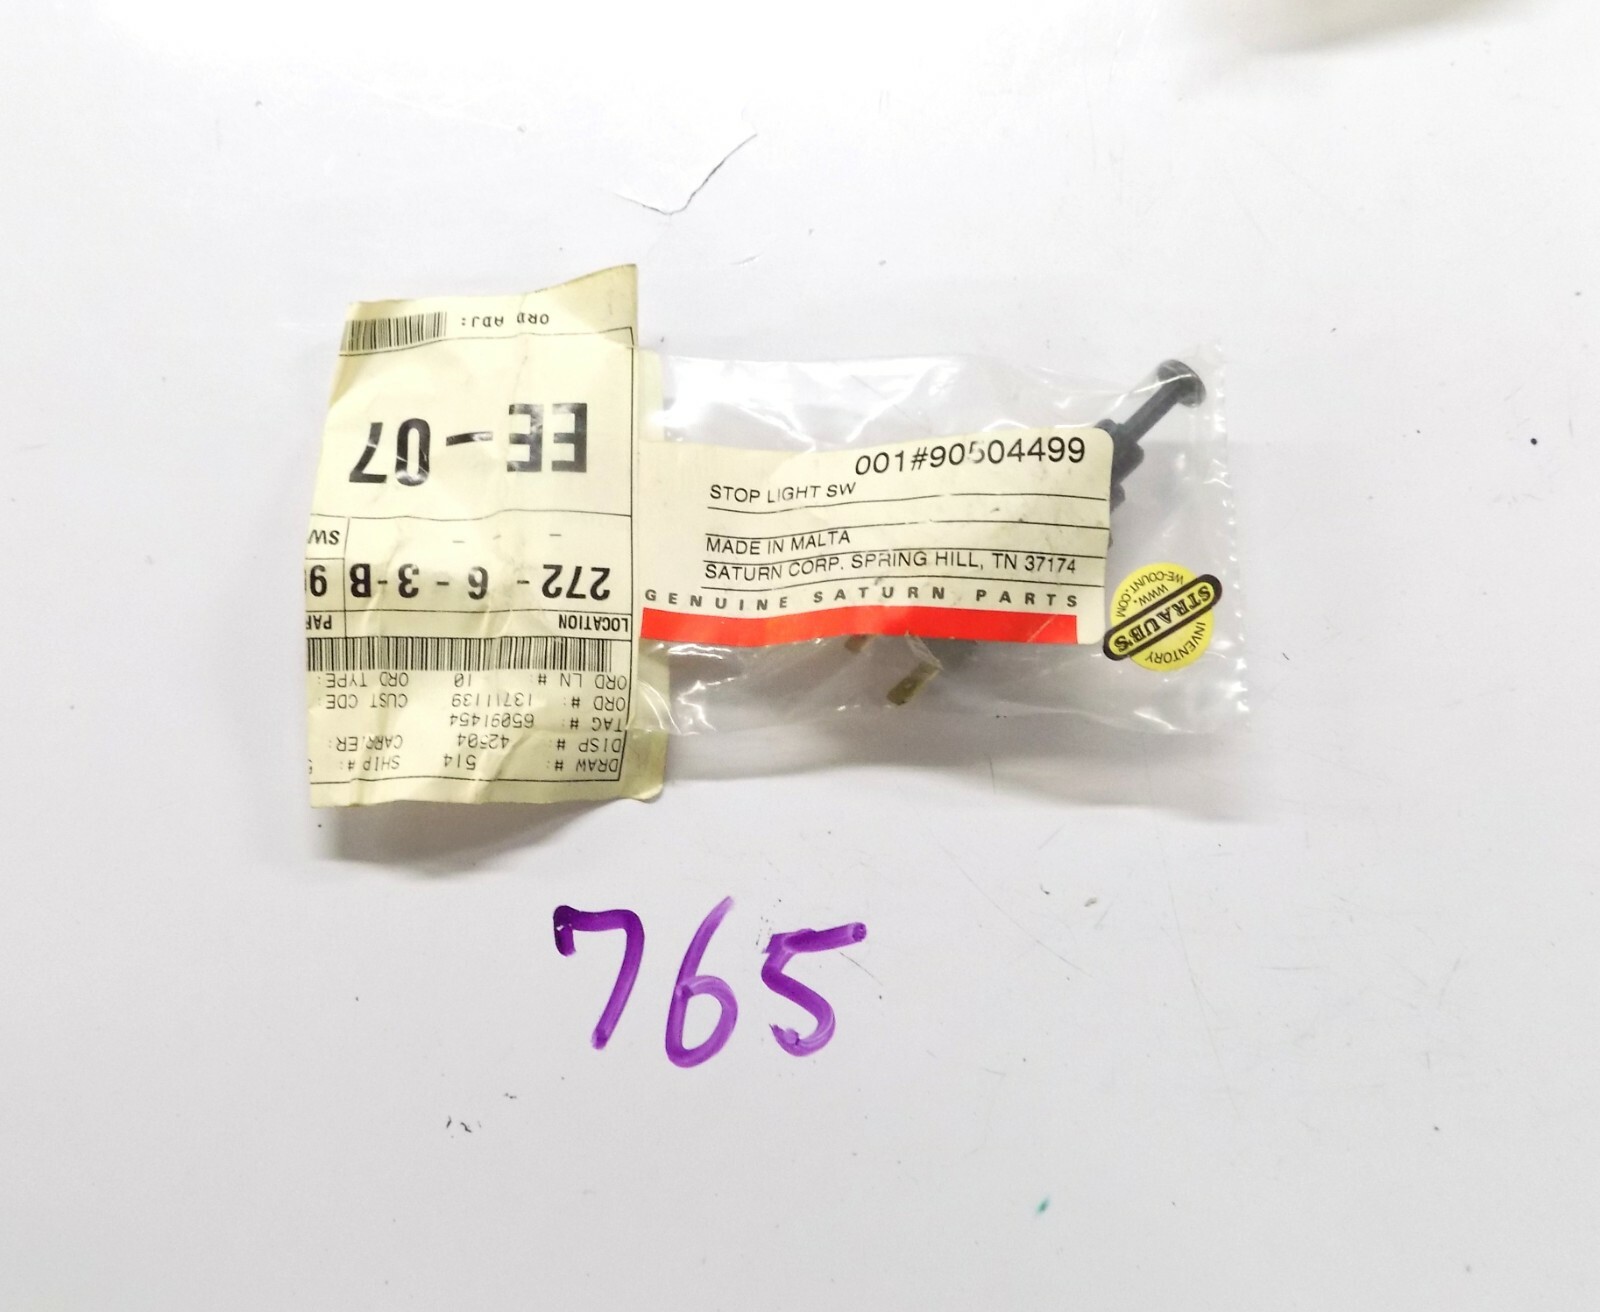 001#90504499
STOP LIGHT SW
MADE IN MALTA
SATURN CORP. SPRING HILL, TN 37174
GENUINE SATURN PARTS
INVENTORY
STRAUB'S
WWW.
WE-COUNT.COM
DRAW #: 514 SHIP #: 5
DISP #: 42504 CARRIER:
TAG #: 65091454
ORD #: 13711139 CUST CDE:
ORD LN #: 10 ORD TYPE:
LOCATION PAR
272 - 6 - 3 - B 9
- - SW
EE - 07
ORD ADJ:
765